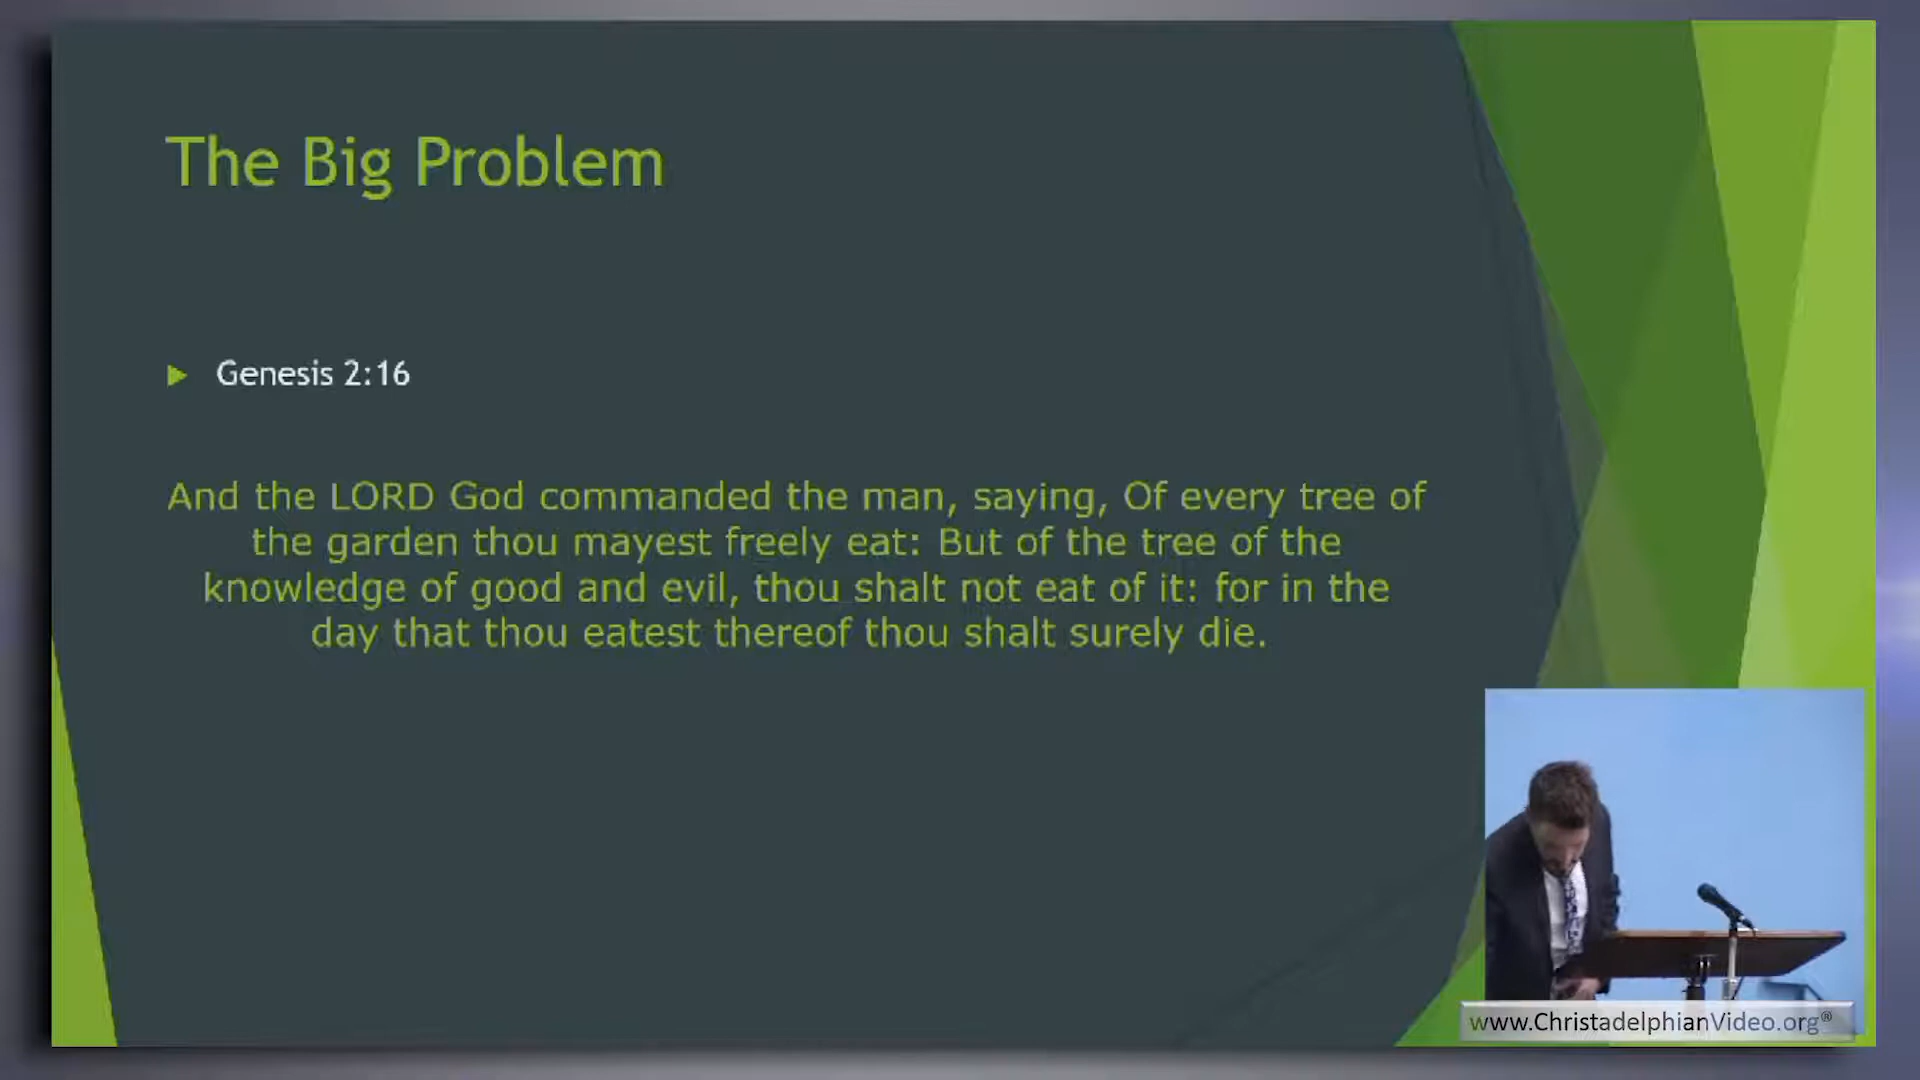 The Big Problem
Genesis 2:16
And the LORD God commanded the man, saying, Of every tree of
the garden thou mayest freely eat: But of the tree of the
knowledge of good and evil, thou shalt not eat of it: for in the
day that thou eatest thereof thou shalt surely die.
www.ChristadelphianVideo.org®